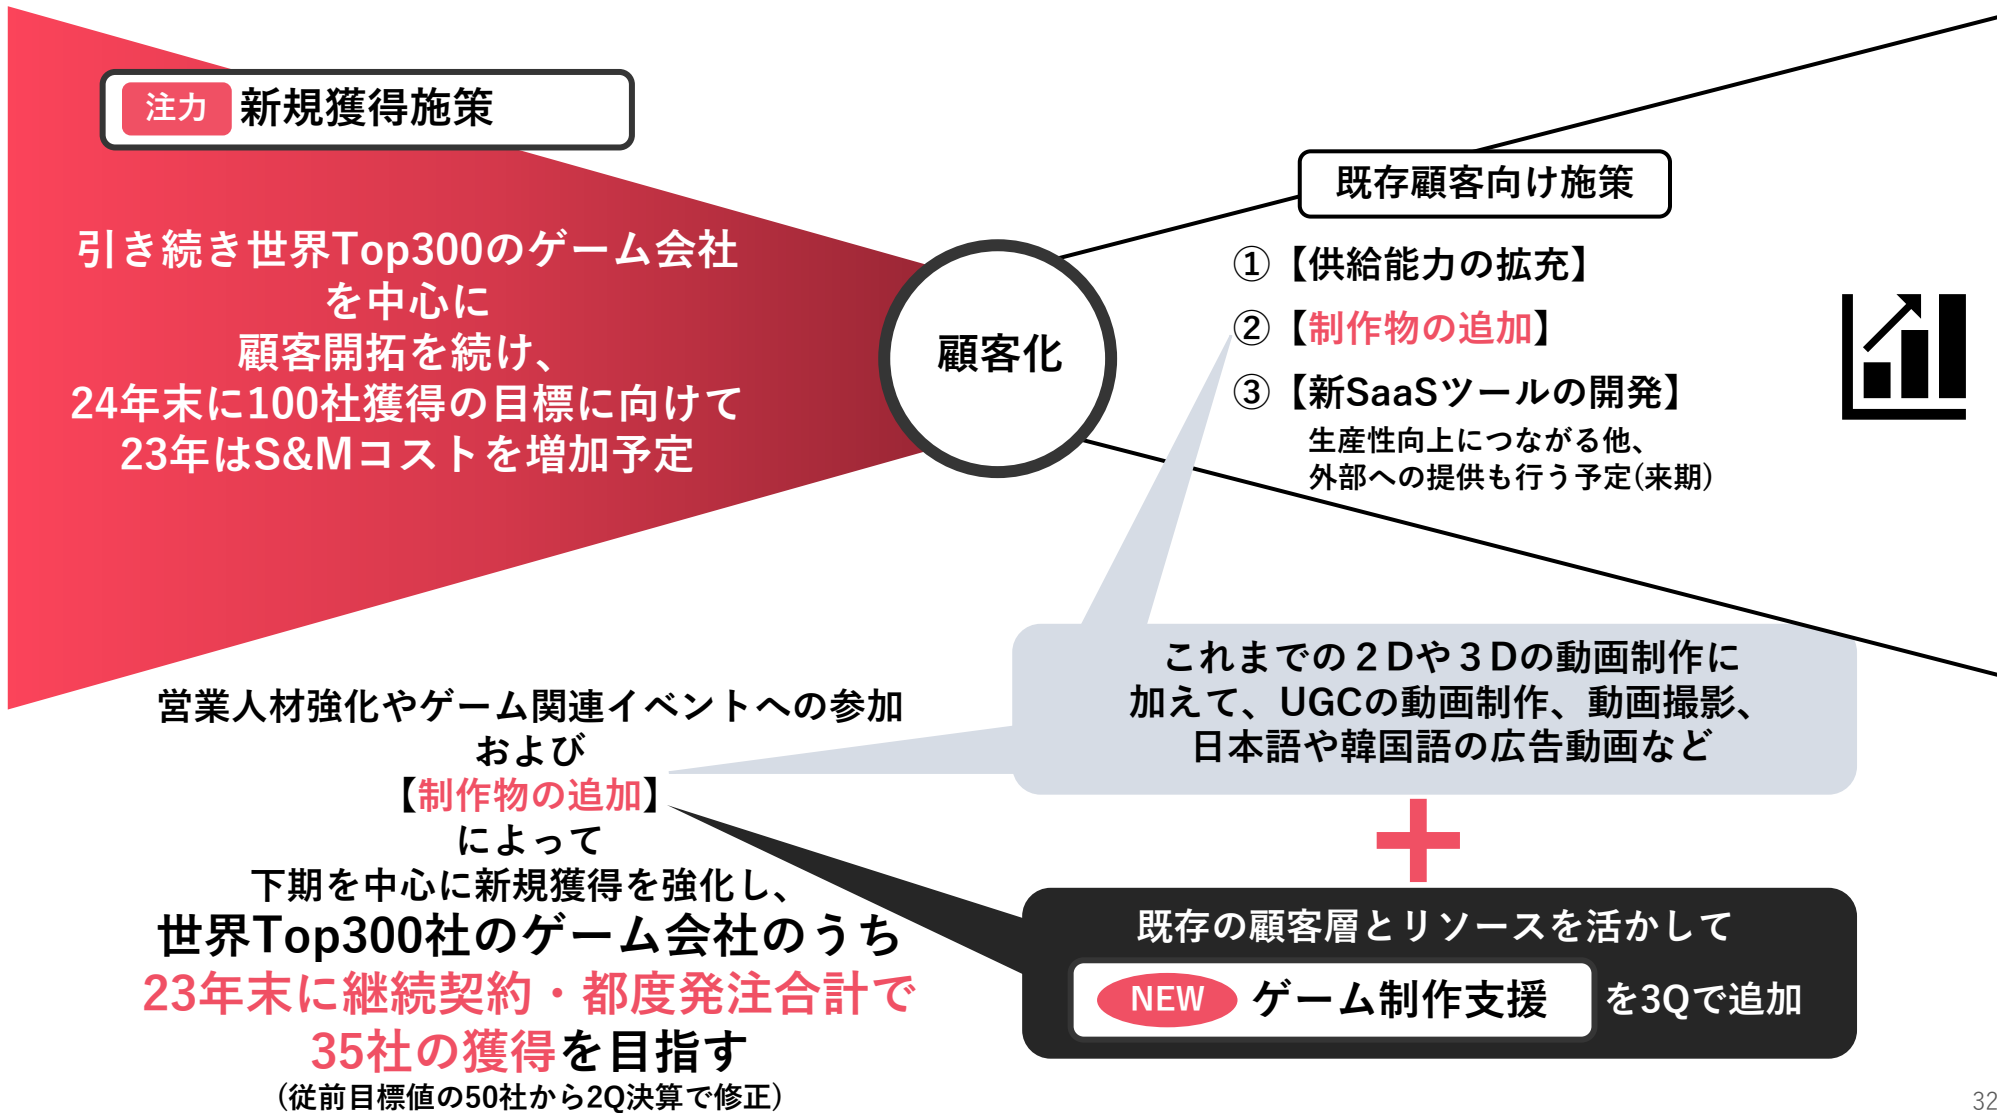 注力 新規獲得施策
引き続き世界Top300のゲーム会社
を中心に
顧客開拓を続け、
24年末に100社獲得の目標に向けて
23年はS&Mコストを増加予定
顧客化
既存顧客向け施策
①【供給能力の拡充】
②【制作物の追加】
③【新SaaSツールの開発】
生産性向上につながる他、
外部への提供も行う予定(来期)
営業人材強化やゲーム関連イベントへの参加
および
【制作物の追加】
によって
下期を中心に新規獲得を強化し、
世界Top300社のゲーム会社のうち
23年末に継続契約・都度発注合計で
35社の獲得を目指す
(従前目標値の50社から2Q決算で修正)
これまでの２Dや３Dの動画制作に
加えて、UGCの動画制作、動画撮影、
日本語や韓国語の広告動画など
既存の顧客層とリソースを活かして
NEW ゲーム制作支援 を3Qで追加
32